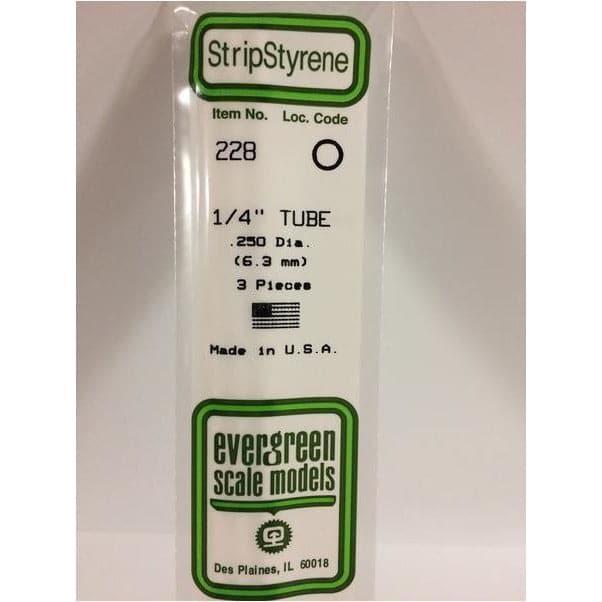 StripStyrene
Item No. Loc. Code
228 O
1/4" TUBE
.250 Dia.
(6.3 mm)
3 Pieces
Made in U.S.A.
evergreen
scale models
Des Plaines, IL 60018